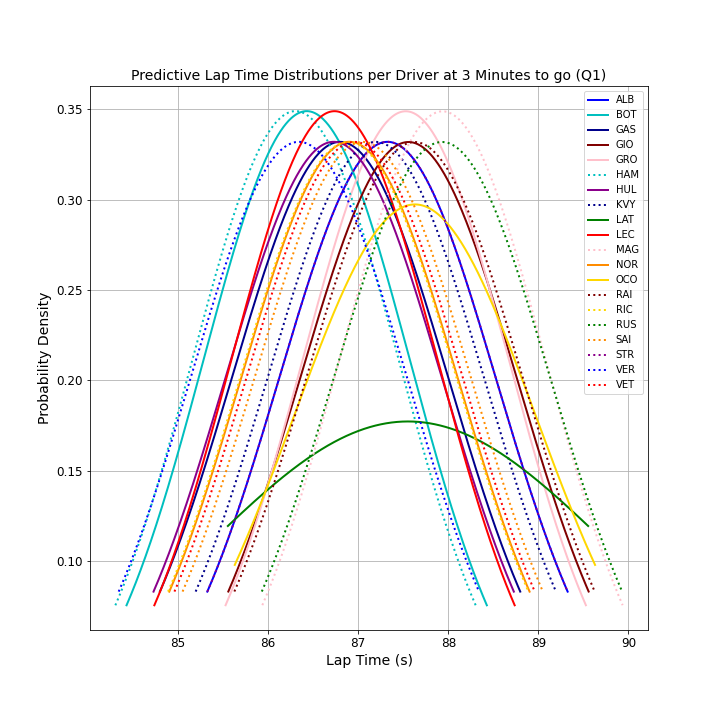 Predictive Lap Time Distributions per Driver at 3 Minutes to go (Q1)
0.35
0.30
0.25
0.20
0.15
0.10
Probability Density
85
86
87
88
89
90
Lap Time (s)
ALB
BOT
GAS
GIO
GRO
HAM
HUL
KVY
LAT
LEC
MAG
NOR
OCO
RAI
RIC
RUS
SAI
STR
VER
VET